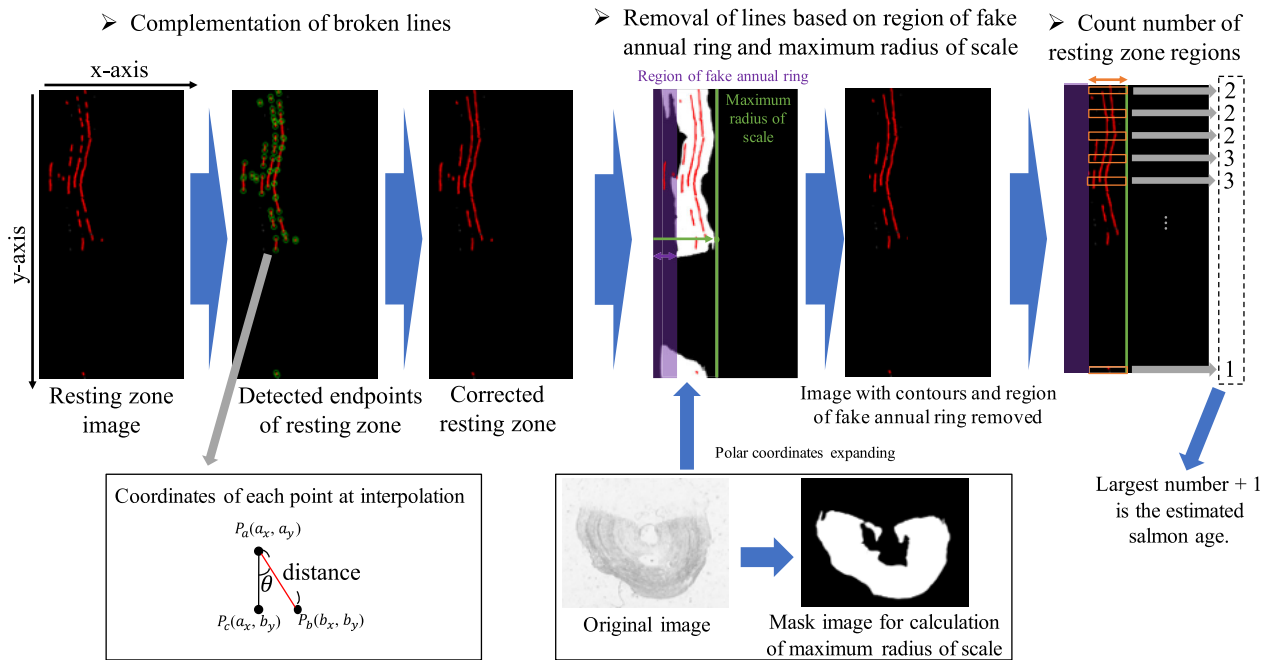 ➢ Complementation of broken lines
➢ Removal of lines based on region of fake
annual ring and maximum radius of scale
➢ Count number of
resting zone regions
x-axis
y-axis
Region of fake annual ring
Maximum
radius of
scale
2
2
2
3
3
⋮
1
Resting zone
image
Detected endpoints
of resting zone
Corrected
resting zone
Image with contours and region
of fake annual ring removed
Polar coordinates expanding
Coordinates of each point at interpolation
P_a(a_x, a_y)
θ
distance
P_c(a_x, b_y)
P_b(b_x, b_y)
Original image
Mask image for calculation
of maximum radius of scale
Largest number + 1
is the estimated
salmon age.